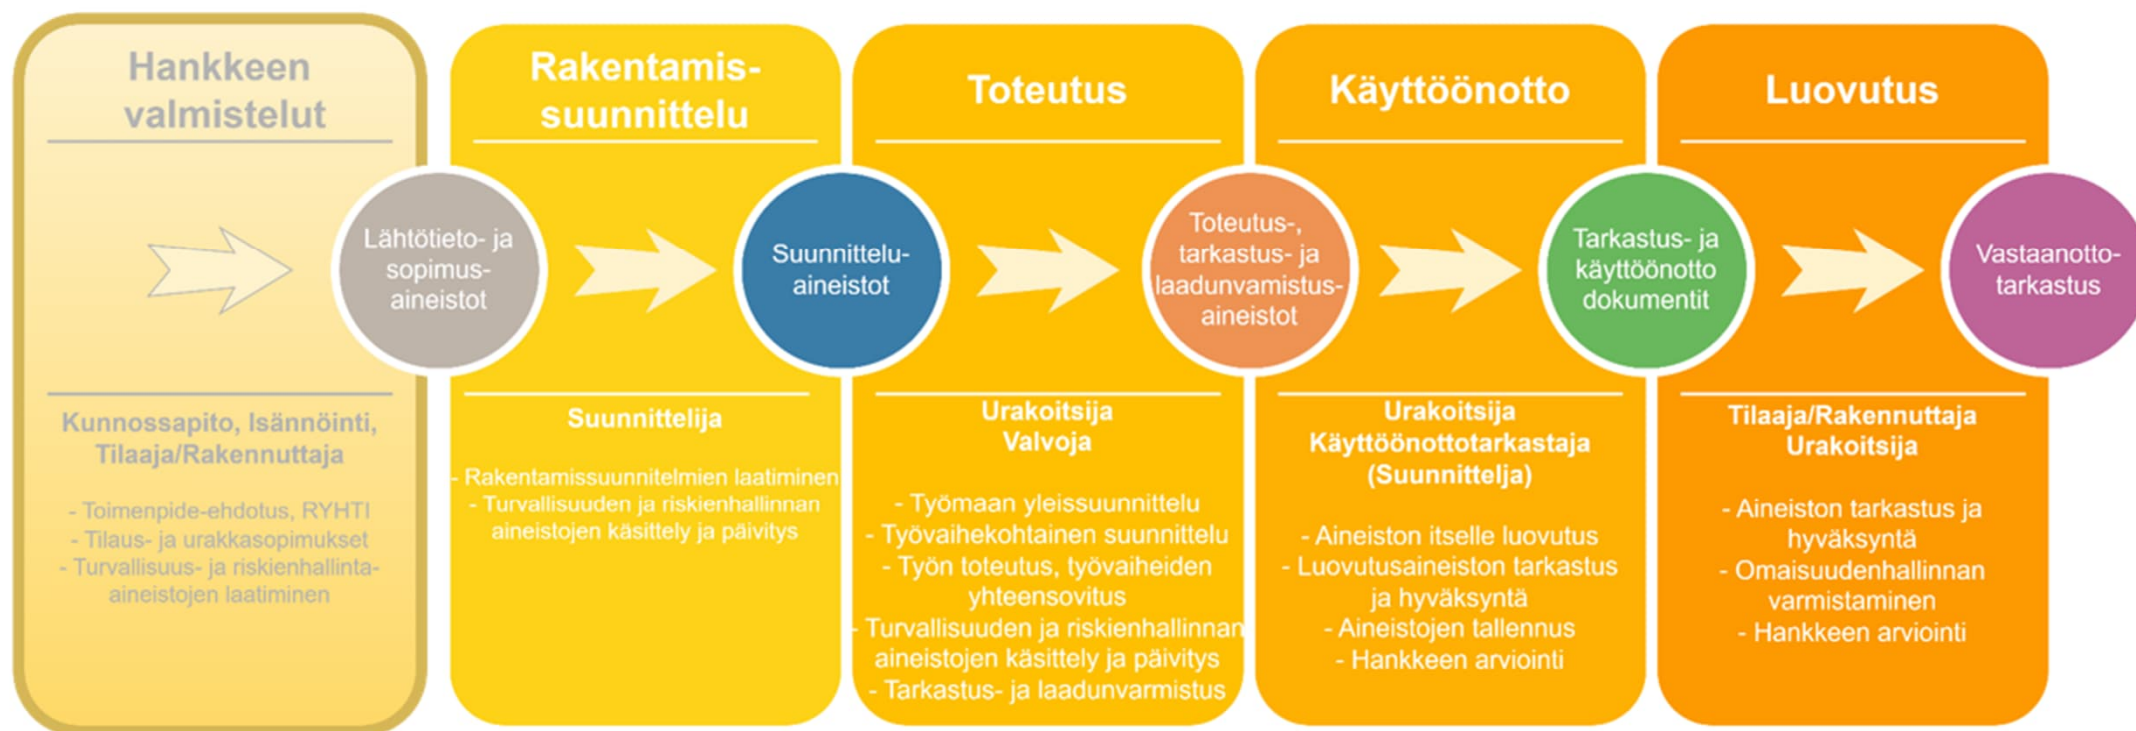 Hankkeen
valmistelut
Lähtötieto- ja
sopimus-
aineistot
Kunnossapito, Isännöinti,
Tilaaja/Rakennuttaja
- Toimenpide-ehdotus, RYHTI
- Tilaus- ja urakkasopimukset
- Turvallisuus- ja riskienhallinta-
aineistojen laatiminen
Rakentamis-
suunnittelu
Suunnittelu-
aineistot
Suunnittelija
- Rakentamissuunnitelmien laatiminen
- Turvallisuuden ja riskienhallinnan
aineistojen käsittely ja päivitys
Toteutus
Toteutus-,
tarkastus- ja
laadunvamistus-
aineistot
Urakoitsija
Valvoja
- Työmaan yleissuunnittelu
- Työvaihekohtainen suunnittelu
- Työn toteutus, työvaiheiden
yhteensovitus
- Turvallisuuden ja riskienhallinnan
aineistojen käsittely ja päivitys
- Tarkastus- ja laadunvarmistus
Käyttöönotto
Tarkastus- ja
käyttöönotto
dokumentit
Urakoitsija
Käyttöönottotarkastaja
(Suunnittelja)
- Aineiston itselle luovutus
- Luovutusaineiston tarkastus
ja hyväksyntä
- Aineistojen tallennus
- Hankkeen arviointi
Luovutus
Vastaanotto-
tarkastus
Tilaaja/Rakennuttaja
Urakoitsija
- Aineiston tarkastus ja
hyväksyntä
- Omaisuudenhallinnan
varmistaminen
- Hankkeen arviointi